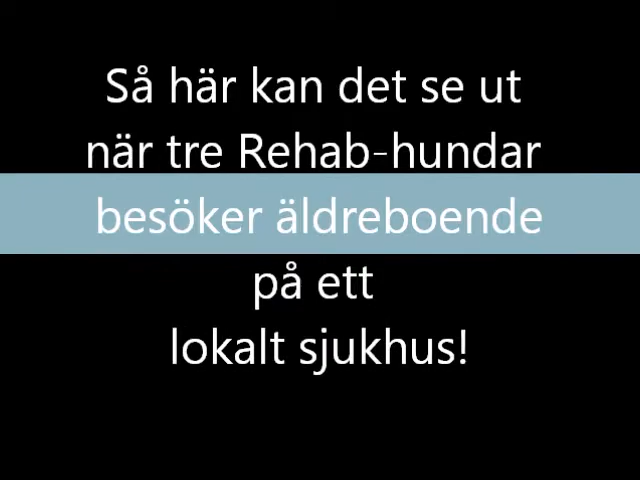 Så här kan det se ut
när tre Rehab-hundar
besöker äldreboende
på ett
lokalt sjukhus!